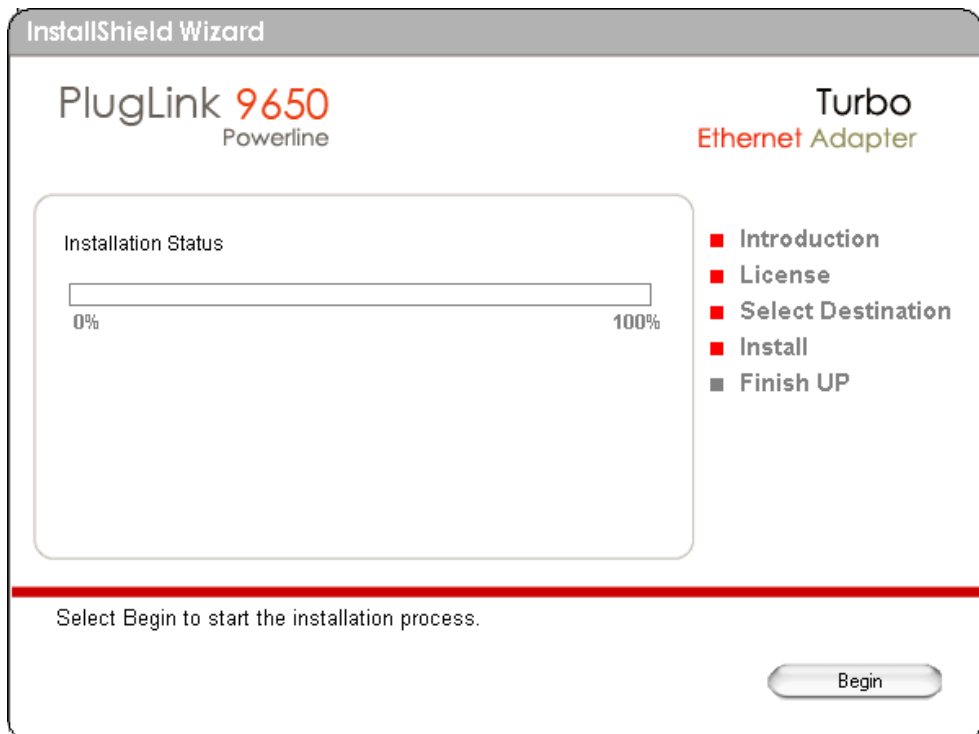 InstallShield Wizard
PlugLink 9650
Powerline
Turbo
Ethernet Adapter
Installation Status
0%
100%
Introduction
License
Select Destination
Install
Finish UP
Select Begin to start the installation process.
Begin